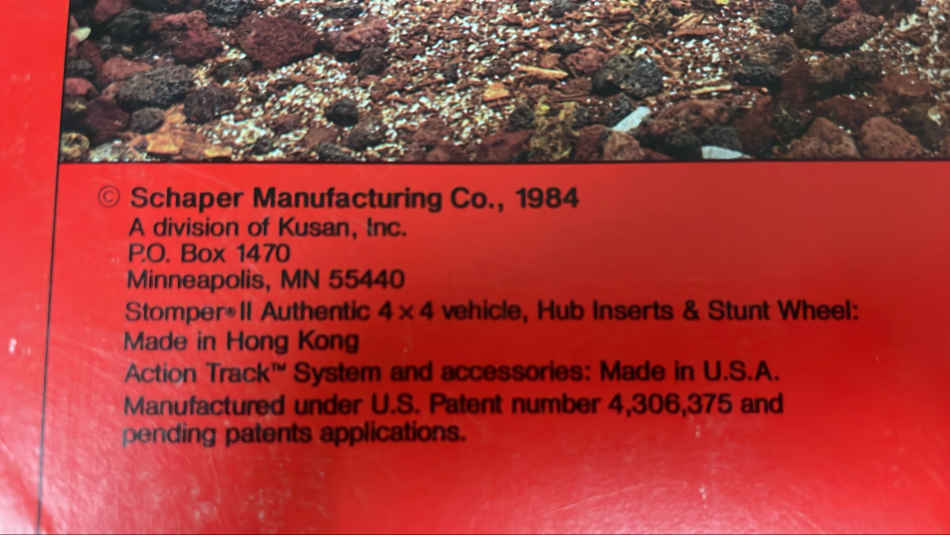 © Schaper Manufacturing Co., 1984
A division of Kusan, Inc.
P.O. Box 1470
Minneapolis, MN 55440
Stomper® II Authentic 4 × 4 vehicle, Hub Inserts & Stunt Wheel:
Made in Hong Kong
Action Track™ System and accessories: Made in U.S.A.
Manufactured under U.S. Patent number 4,306,375 and
pending patents applications.